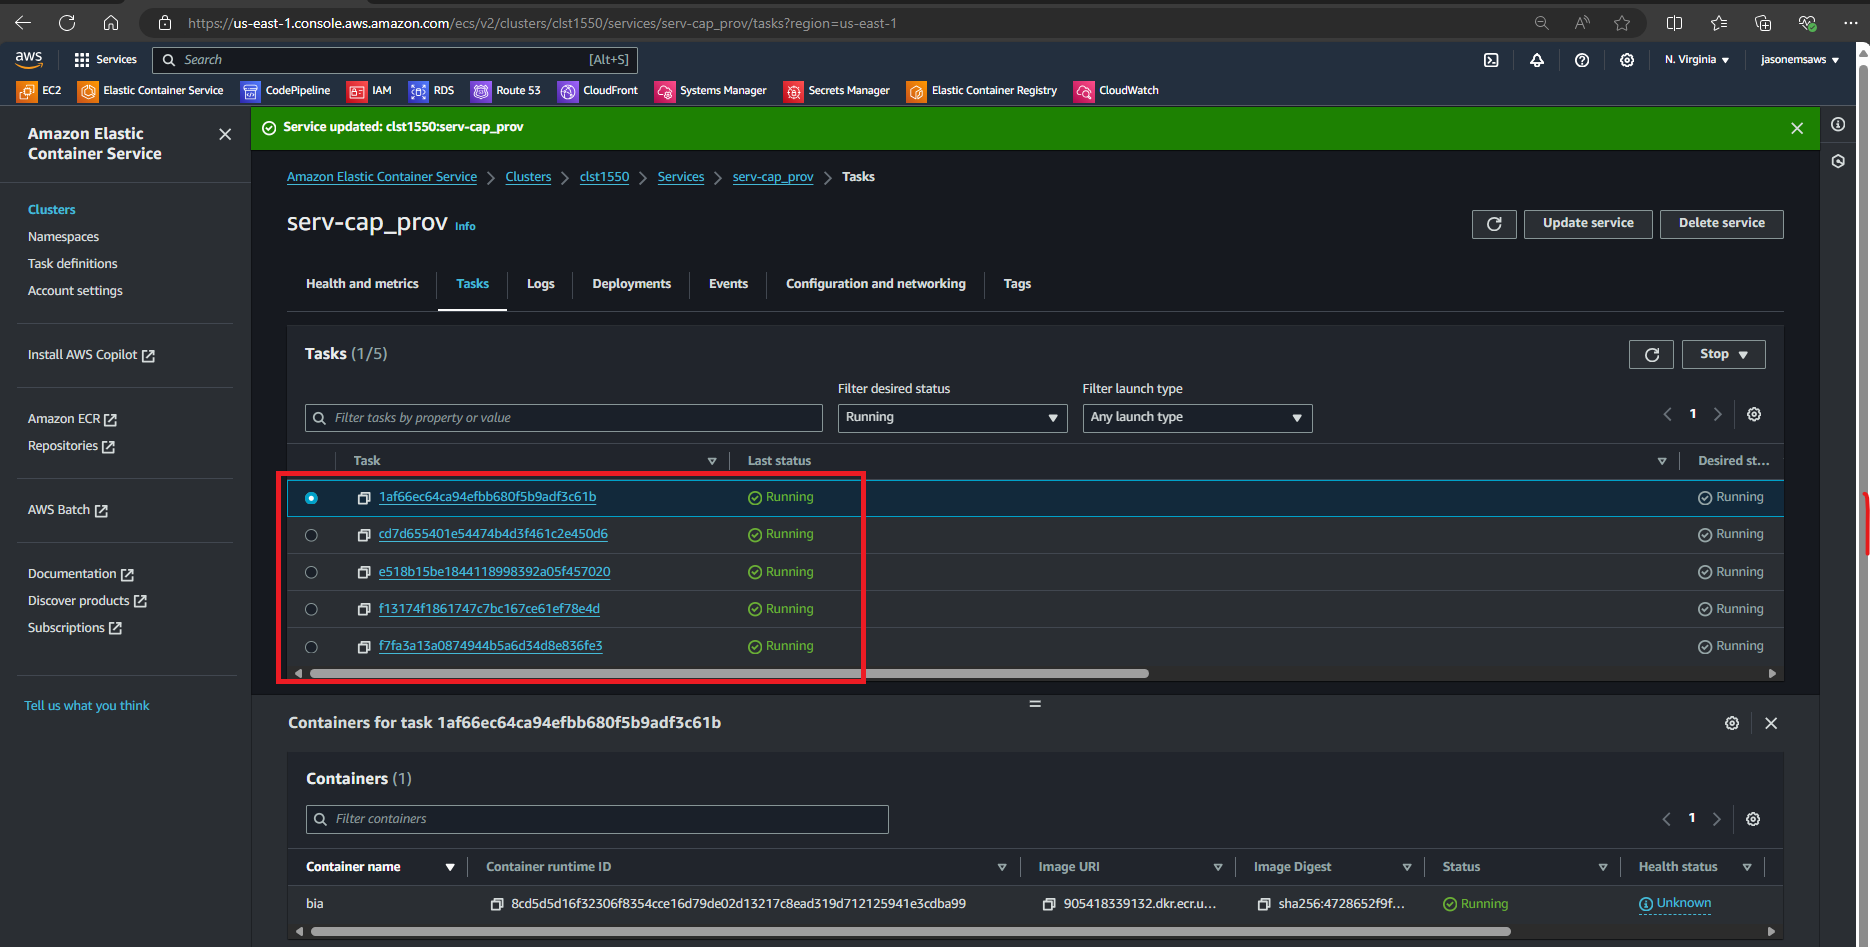 https://us-east-1.console.aws.amazon.com/ecs/v2/clusters/clst1550/services/serv-cap_prov/tasks?region=us-east-1
aws Services Search [Alt+S] N. Virginia jasonemsaws
EC2 Elastic Container Service CodePipeline IAM RDS Route 53 CloudFront Systems Manager Secrets Manager Elastic Container Registry CloudWatch
Amazon Elastic
Container Service
Clusters
Namespaces
Task definitions
Account settings
Install AWS Copilot
Amazon ECR
Repositories
AWS Batch
Documentation
Discover products
Subscriptions
Tell us what you think
Service updated: clst1550:serv-cap_prov
Amazon Elastic Container Service Clusters clst1550 Services serv-cap_prov Tasks
serv-cap_prov Info Update service Delete service
Health and metrics Tasks Logs Deployments Events Configuration and networking Tags
Tasks (1/5) Stop
Filter desired status Filter launch type
Filter tasks by property or value Running Any launch type 1
Task Last status Desired st...
1af66ec64ca94efbb680f5b9adf3c61b Running Running
cd7d655401e54474b4d3f461c2e450d6 Running Running
e518b15be1844118998392a05f457020 Running Running
f13174f1861747c7bc167ce61ef78e4d Running Running
f7fa3a13a0874944b5a6d34d8e836fe3 Running Running
Containers for task 1af66ec64ca94efbb680f5b9adf3c61b
Containers (1)
Filter containers 1
Container name Container runtime ID Image URI Image Digest Status Health status
bia 8cd5d5d16f32306f8354cce16d79de02d13217c8ead319d712125941e3cdba99 905418339132.dkr.ecr.u... sha256:4728652f9f... Running Unknown